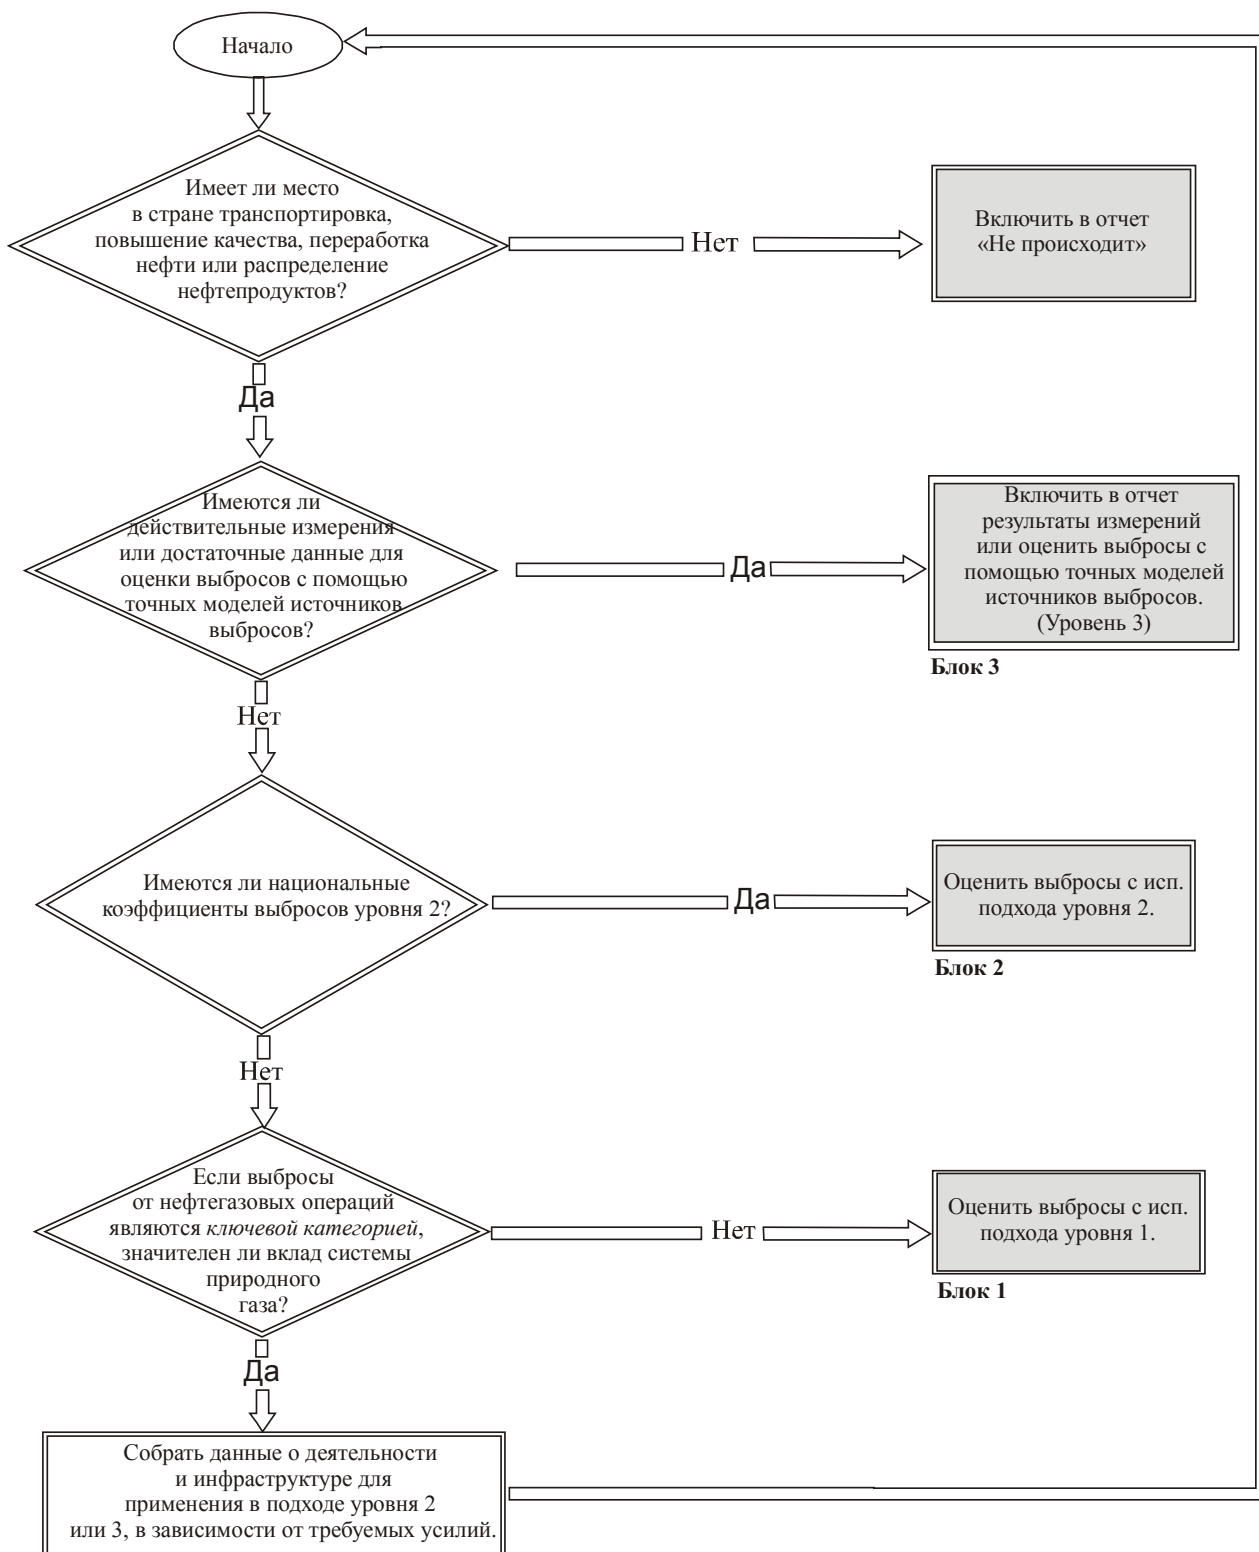 Начало
Имеет ли место
в стране транспортировка,
повышение качества, переработка
нефти или распределение
нефтепродуктов?
Нет
Включить в отчет
«Не происходит»
Да
Имеются ли
действительные измерения
или достаточные данные для
оценки выбросов с помощью
точных моделей источников
выбросов?
Да
Включить в отчет
результаты измерений
или оценить выбросы с
помощью точных моделей
источников выбросов.
(Уровень 3)
Блок 3
Нет
Имеются ли национальные
коэффициенты выбросов уровня 2?
Да
Оценить выбросы с исп.
подхода уровня 2.
Блок 2
Нет
Если выбросы
от нефтегазовых операций
являются ключевой категорией,
значителен ли вклад системы
природного
газа?
Нет
Оценить выбросы с исп.
подхода уровня 1.
Блок 1
Да
Собрать данные о деятельности
и инфраструктуре для
применения в подходе уровня 2
или 3, в зависимости от требуемых усилий.